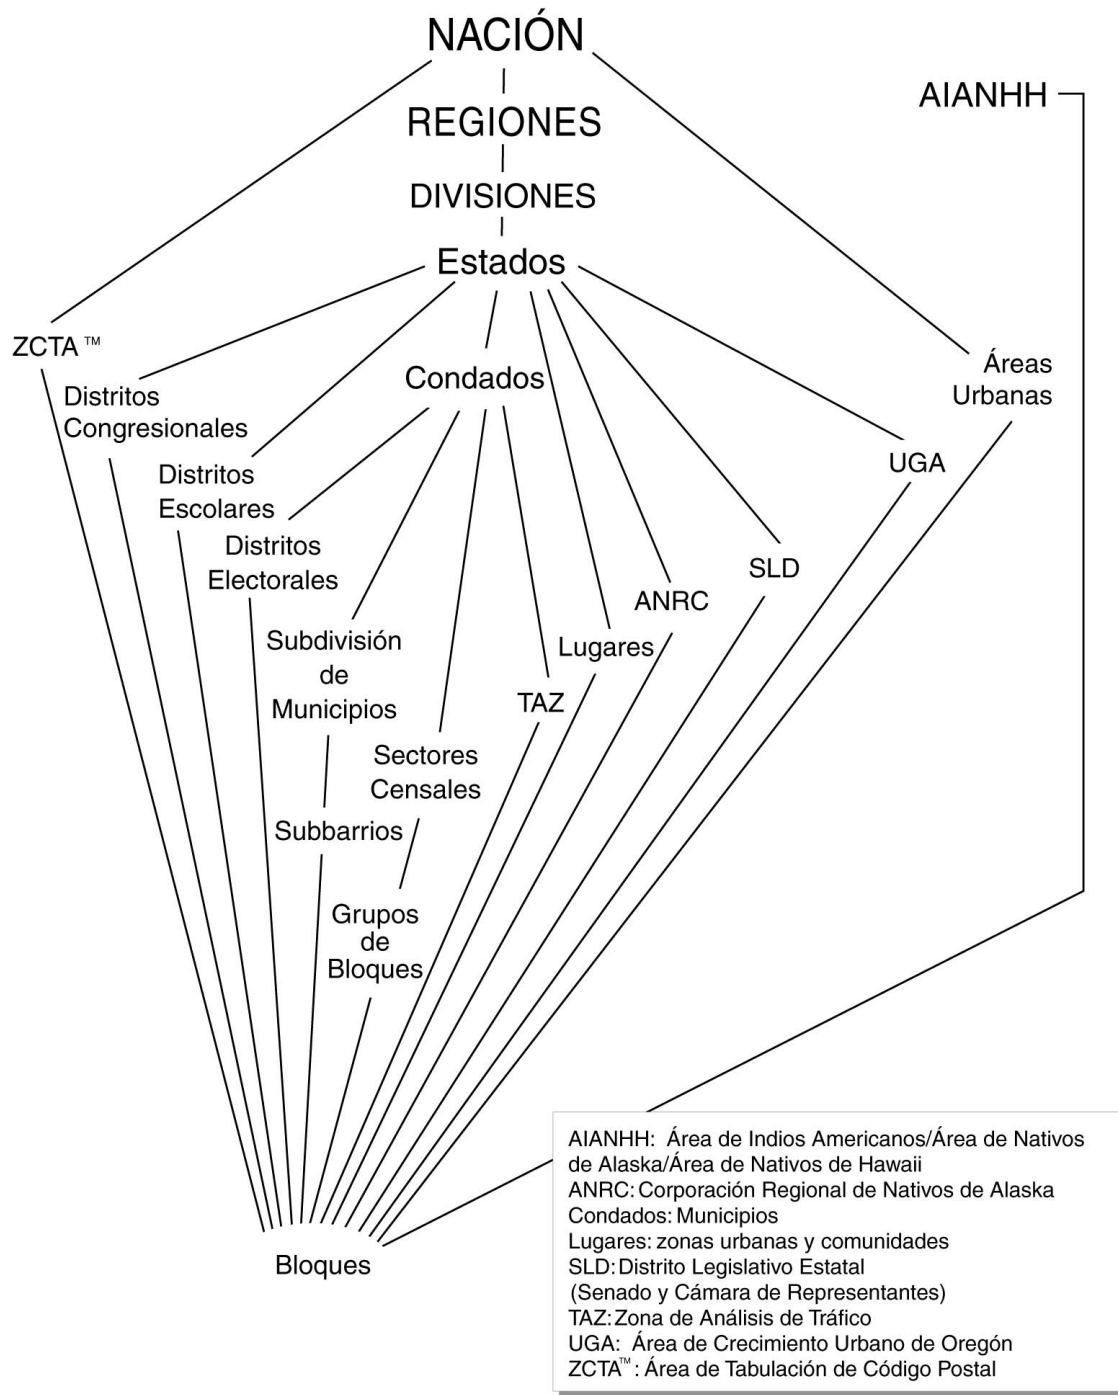 NACIÓN
AIANHH
REGIONES
DIVISIONES
Estados
ZCTA ™
Áreas
Urbanas
Condados
Distritos
Congresionales
UGA
Distritos
Escolares
Distritos
Electorales
SLD
ANRC
Subdivisión
de
Municipios
Lugares
TAZ
Sectores
Censales
Subbarrios
Grupos
de
Bloques
Bloques
AIANHH: Área de Indios Americanos/Área de Nativos
de Alaska/Área de Nativos de Hawaii
ANRC: Corporación Regional de Nativos de Alaska
Condados: Municipios
Lugares: zonas urbanas y comunidades
SLD: Distrito Legislativo Estatal
(Senado y Cámara de Representantes)
TAZ: Zona de Análisis de Tráfico
UGA: Área de Crecimiento Urbano de Oregón
ZCTA™: Área de Tabulación de Código Postal